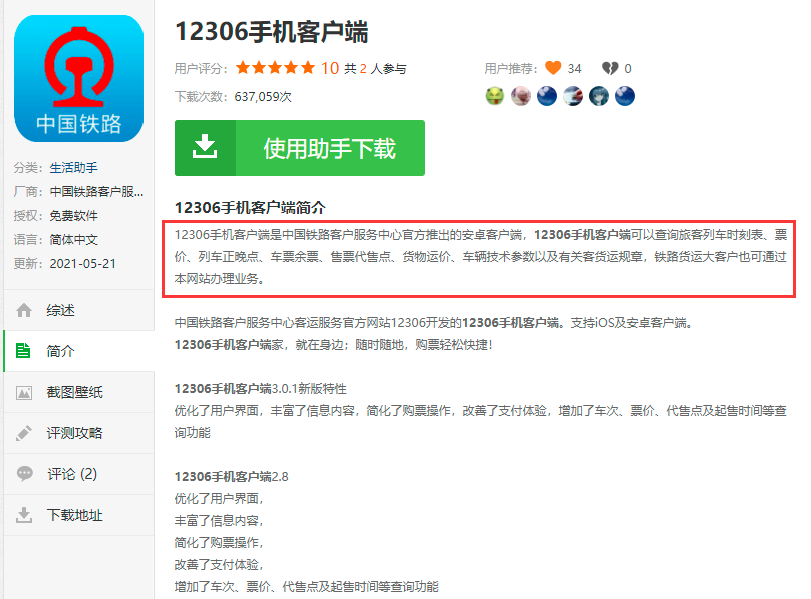 中国铁路
12306手机客户端
用户评分： 10 共 2 人参与
用户推荐： 34 0
下载次数： 637,059次
使用助手下载
分类：生活助手
厂商：中国铁路客户服...
授权：免费软件
语言：简体中文
更新：2021-05-21
综述
简介
截图壁纸
评测攻略
评论 (2)
下载地址
12306手机客户端简介
12306手机客户端是中国铁路客户服务中心官方推出的安卓客户端，12306手机客户端可以查询旅客列车时刻表、票
价、列车正晚点、车票余票、售票代售点、货物运价、车辆技术参数以及有关客货运规章，铁路货运大客户也可通过
本网站办理业务。
中国铁路客户服务中心客运服务官方网站12306开发的12306手机客户端。支持iOS及安卓客户端。
12306手机客户端家，就在身边；随时随地，购票轻松快捷！
12306手机客户端3.0.1新版特性
优化了用户界面，丰富了信息内容，简化了购票操作，改善了支付体验，增加了车次、票价、代售点及起售时间等查
询功能
12306手机客户端2.8
优化了用户界面，
丰富了信息内容，
简化了购票操作，
改善了支付体验，
增加了车次、票价、代售点及起售时间等查询功能